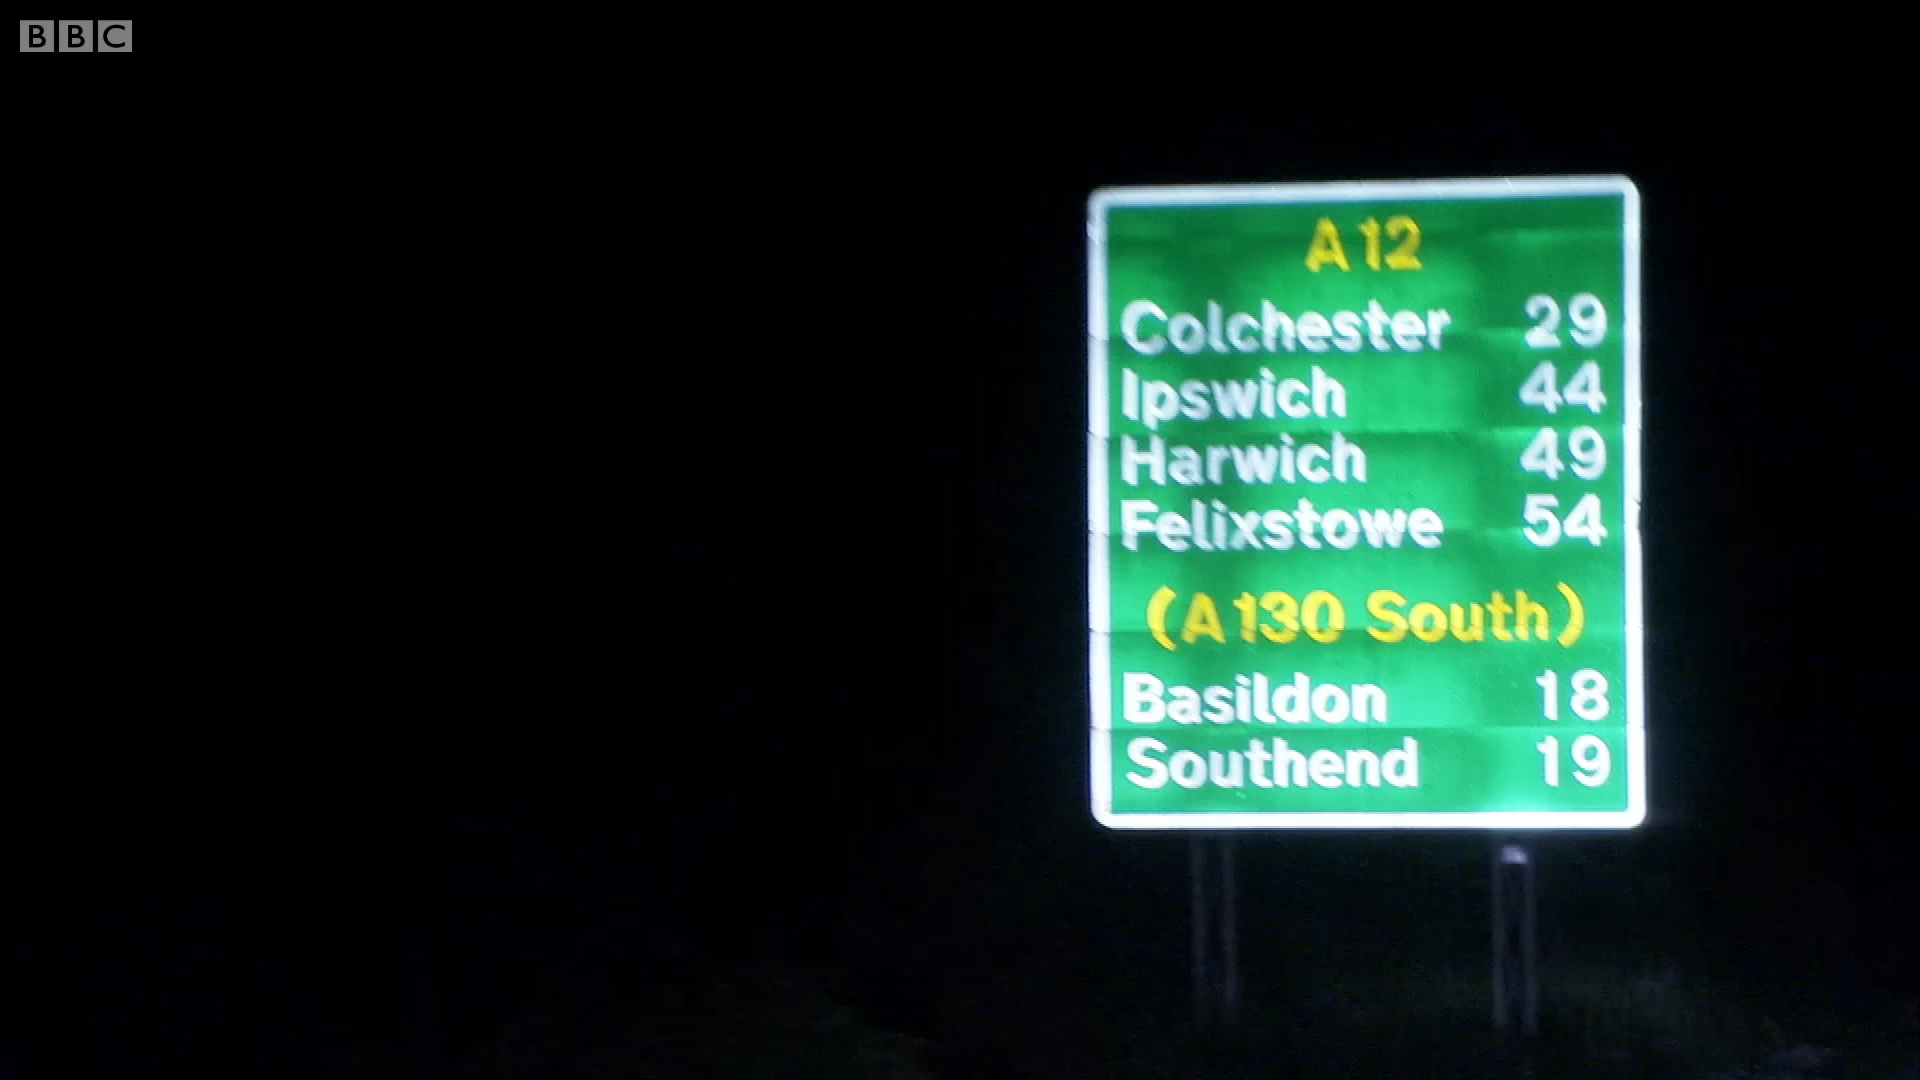 BBC
A12
Colchester 29
Ipswich 44
Harwich 49
Felixstowe 54
(A130 South)
Basildon 18
Southend 19